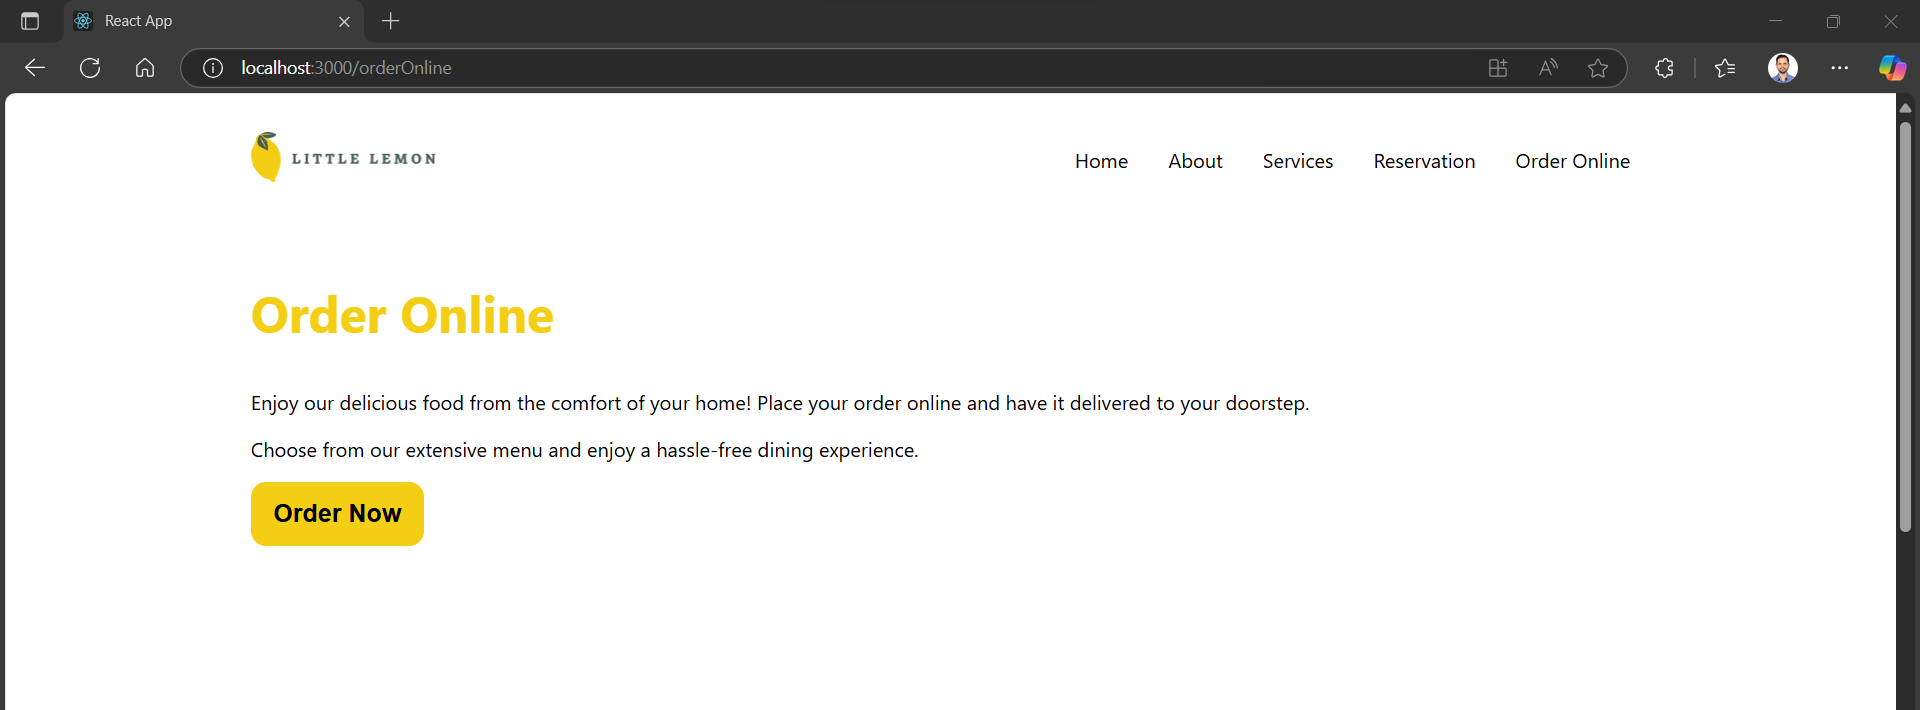 React App
localhost:3000/orderOnline
LITTLE LEMON
Home About Services Reservation Order Online
Order Online
Enjoy our delicious food from the comfort of your home! Place your order online and have it delivered to your doorstep.
Choose from our extensive menu and enjoy a hassle-free dining experience.
Order Now